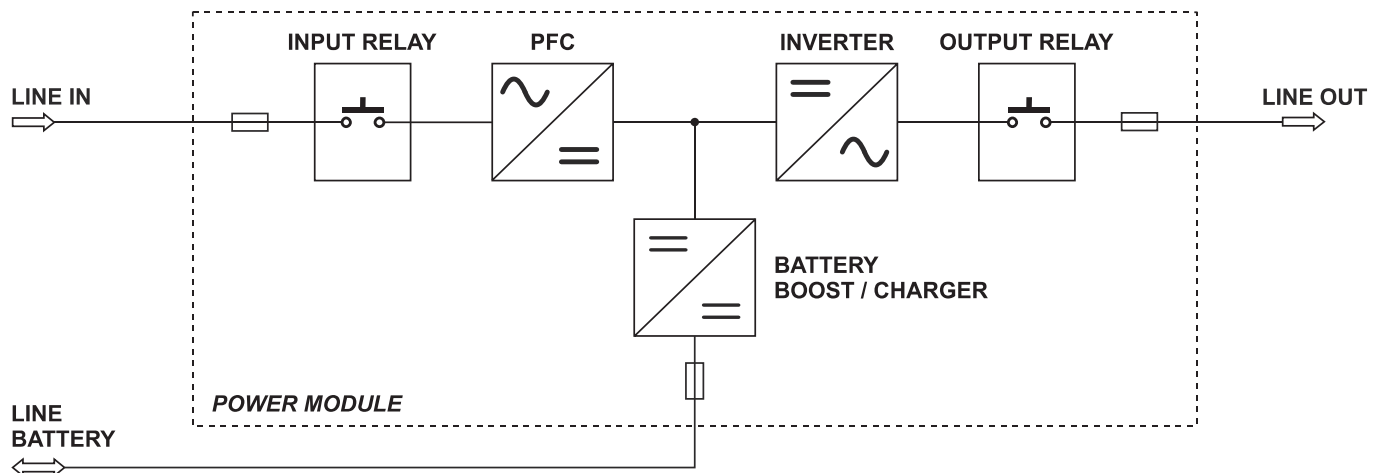 INPUT RELAY
PFC
INVERTER
OUTPUT RELAY
LINE IN
LINE OUT
BATTERY
BOOST / CHARGER
POWER MODULE
LINE
BATTERY